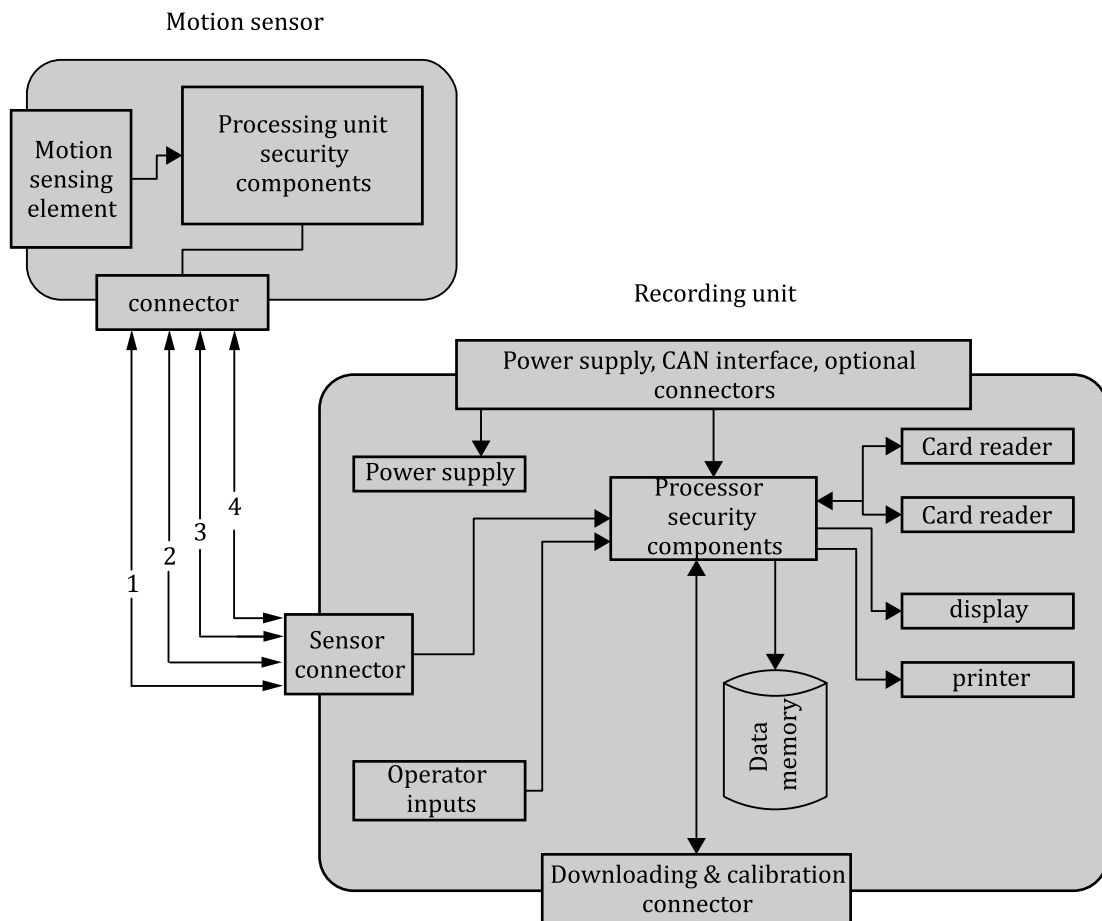 Motion sensor
Processing unit
security
components
Motion
sensing
element
connector
Recording unit
Power supply, CAN interface, optional
connectors
Card reader
Power supply
Processor
security
components
Card reader
4
3
2
1
display
Sensor
connector
printer
Data
memory
Operator
inputs
Downloading & calibration
connector